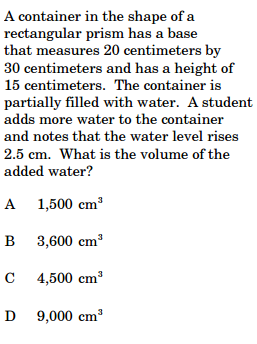 A container in the shape of a
rectangular prism has a base
that measures 20 centimeters by
30 centimeters and has a height of
15 centimeters. The container is
partially filled with water. A student
adds more water to the container
and notes that the water level rises
2.5 cm. What is the volume of the
added water?
A 1,500 cm³
B 3,600 cm³
C 4,500 cm³
D 9,000 cm³